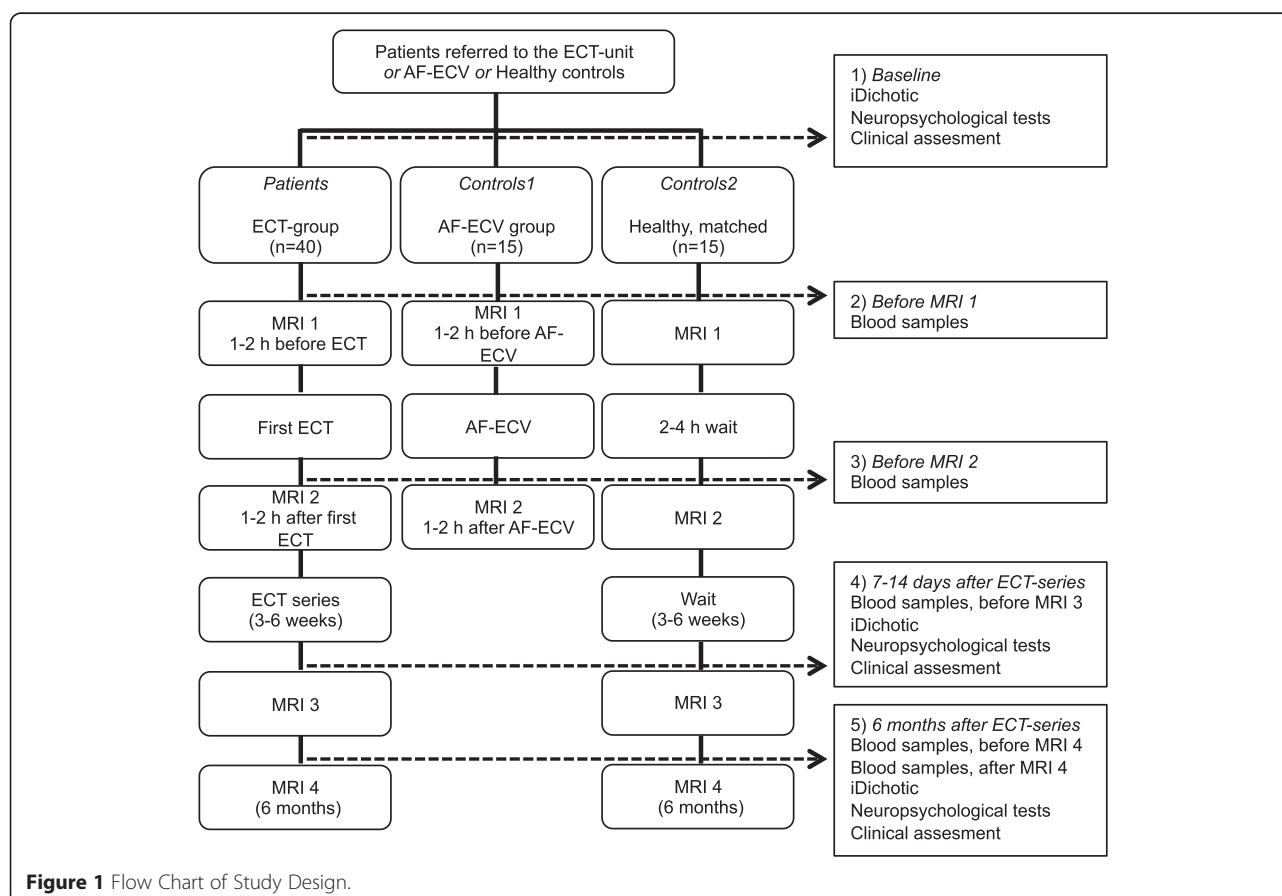 Patients referred to the ECT-unit
or AF-ECV or Healthy controls
1) Baseline
iDichotic
Neuropsychological tests
Clinical assesment
Patients
ECT-group
(n=40)
Controls1
AF-ECV group
(n=15)
Controls2
Healthy, matched
(n=15)
2) Before MRI 1
Blood samples
MRI 1
1-2 h before ECT
MRI 1
1-2 h before AF-
ECV
MRI 1
First ECT
AF-ECV
2-4 h wait
3) Before MRI 2
Blood samples
MRI 2
1-2 h after first
ECT
MRI 2
1-2 h after AF-ECV
MRI 2
ECT series
(3-6 weeks)
Wait
(3-6 weeks)
4) 7-14 days after ECT-series
Blood samples, before MRI 3
iDichotic
Neuropsychological tests
Clinical assesment
MRI 3
MRI 3
5) 6 months after ECT-series
Blood samples, before MRI 4
Blood samples, after MRI 4
iDichotic
Neuropsychological tests
Clinical assesment
MRI 4
(6 months)
MRI 4
(6 months)
Figure 1 Flow Chart of Study Design.